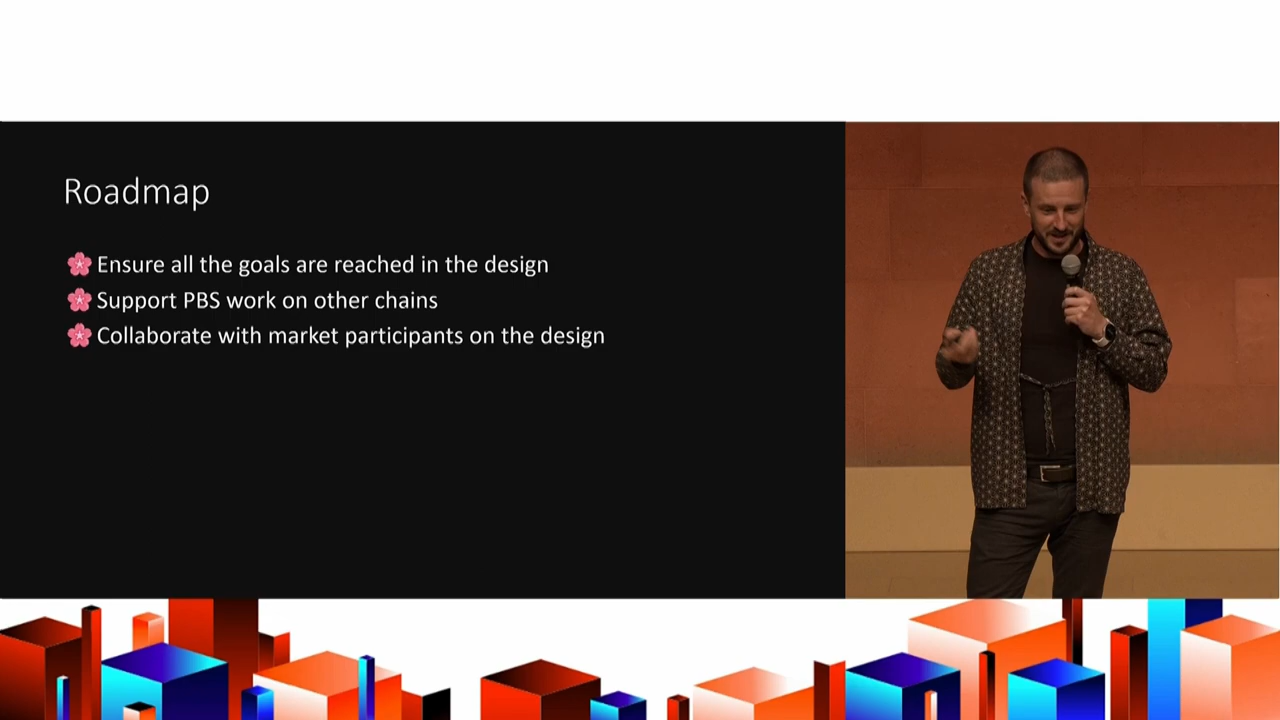 Roadmap
🌸 Ensure all the goals are reached in the design
🌸 Support PBS work on other chains
🌸 Collaborate with market participants on the design